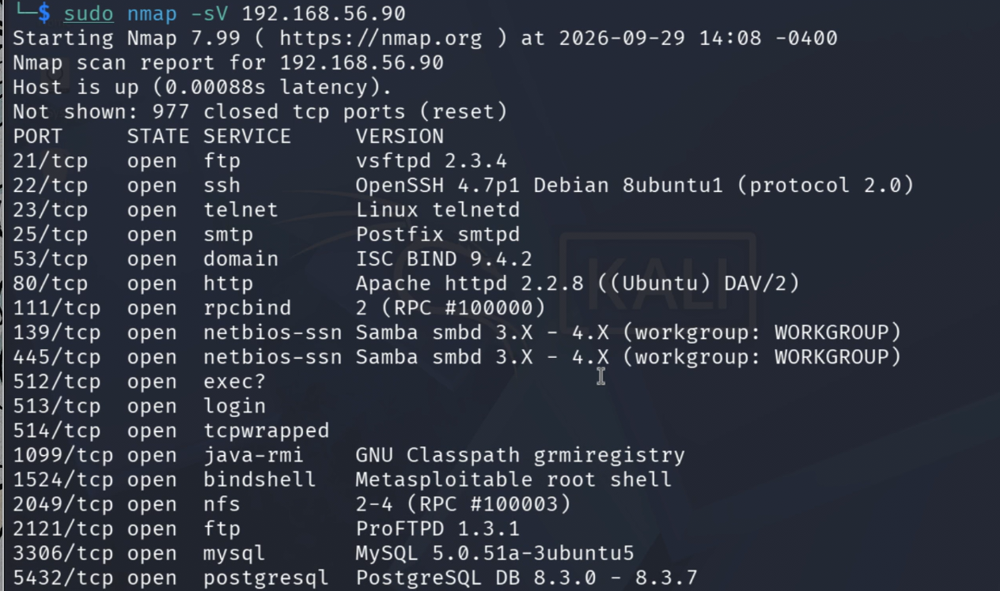 └─$ sudo nmap -sV 192.168.56.90
Starting Nmap 7.99 ( https://nmap.org ) at 2026-09-29 14:08 -0400
Nmap scan report for 192.168.56.90
Host is up (0.00088s latency).
Not shown: 977 closed tcp ports (reset)
PORT     STATE SERVICE     VERSION
21/tcp   open  ftp         vsftpd 2.3.4
22/tcp   open  ssh         OpenSSH 4.7p1 Debian 8ubuntu1 (protocol 2.0)
23/tcp   open  telnet      Linux telnetd
25/tcp   open  smtp        Postfix smtpd
53/tcp   open  domain      ISC BIND 9.4.2
80/tcp   open  http        Apache httpd 2.2.8 ((Ubuntu) DAV/2)
111/tcp  open  rpcbind     2 (RPC #100000)
139/tcp  open  netbios-ssn Samba smbd 3.X - 4.X (workgroup: WORKGROUP)
445/tcp  open  netbios-ssn Samba smbd 3.X - 4.X (workgroup: WORKGROUP)
512/tcp  open  exec?
513/tcp  open  login
514/tcp  open  tcpwrapped
1099/tcp open  java-rmi    GNU Classpath grmiregistry
1524/tcp open  bindshell   Metasploitable root shell
2049/tcp open  nfs         2-4 (RPC #100003)
2121/tcp open  ftp         ProFTPD 1.3.1
3306/tcp open  mysql       MySQL 5.0.51a-3ubuntu5
5432/tcp open  postgresql  PostgreSQL DB 8.3.0 - 8.3.7
KALI